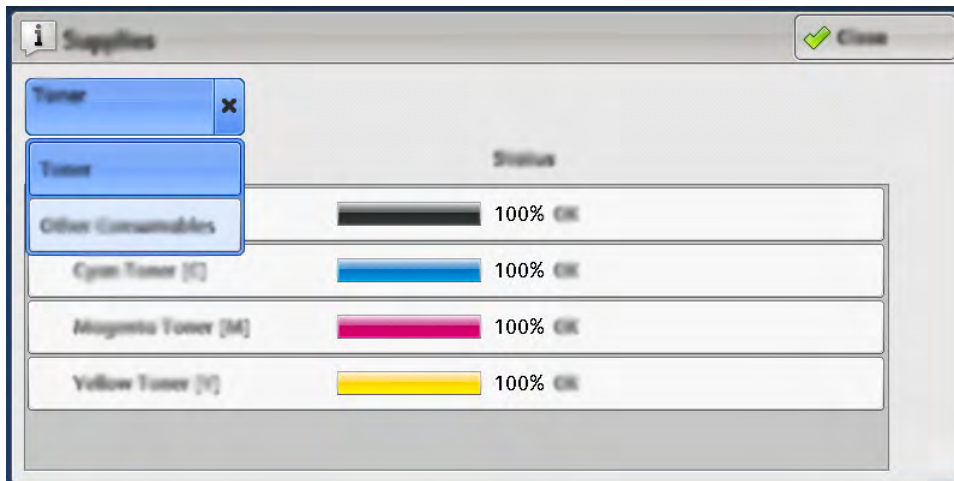 Supplies
Close
Toner
Status
Toner
100% OK
Other Consumables
Cyan Toner [C]
100% OK
Magenta Toner [M]
100% OK
Yellow Toner [Y]
100% OK